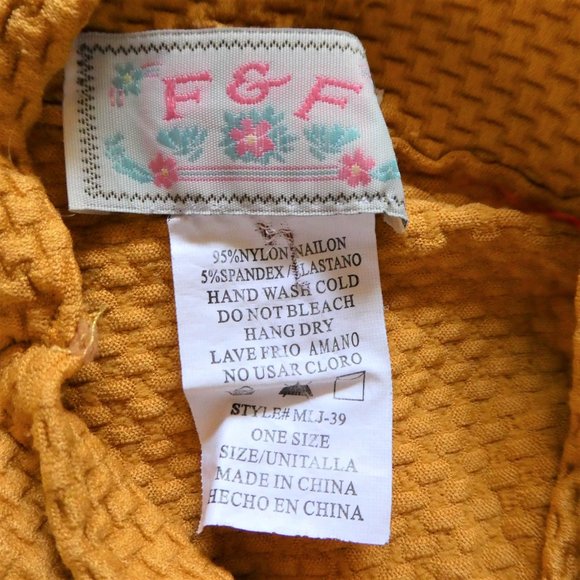 F & F
95%NYLON/NAILON
5%SPANDEX/ELASTANO
HAND WASH COLD
DO NOT BLEACH
HANG DRY
LAVE FRIO AMANO
NO USAR CLORO
STYLE# MLJ-39
ONE SIZE
SIZE/UNITALLA
MADE IN CHINA
HECHO EN CHINA